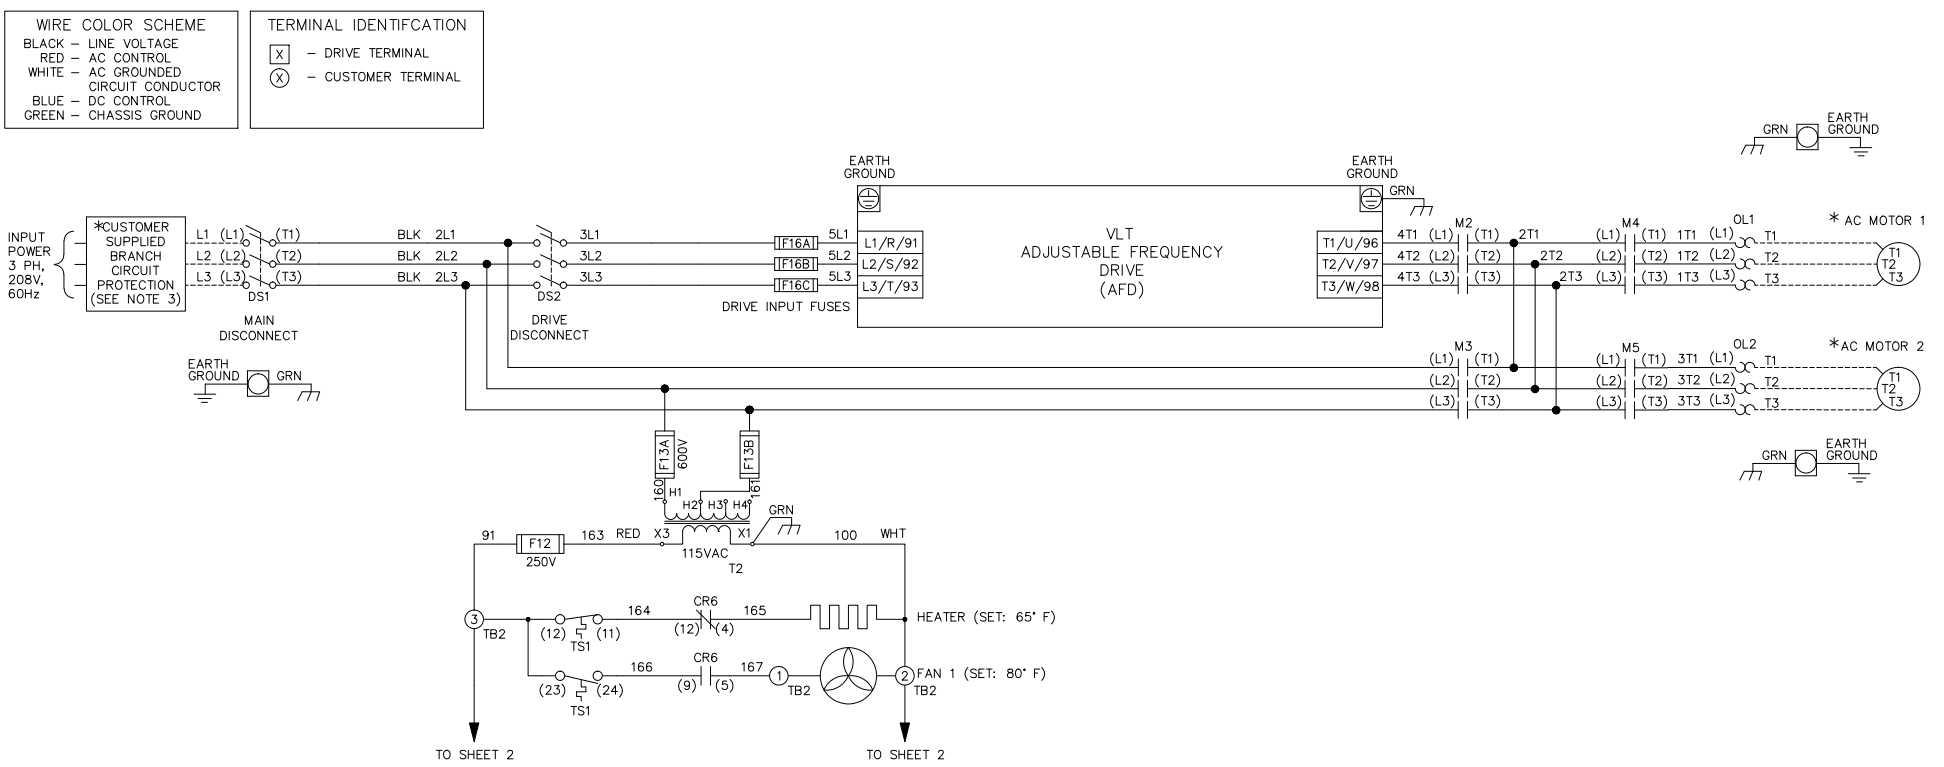 WIRE COLOR SCHEME
BLACK – LINE VOLTAGE
RED – AC CONTROL
WHITE – AC GROUNDED
CIRCUIT CONDUCTOR
BLUE – DC CONTROL
GREEN – CHASSIS GROUND
TERMINAL IDENTIFCATION
X – DRIVE TERMINAL
X – CUSTOMER TERMINAL
GRN
EARTH
GROUND
EARTH
GROUND
EARTH
GROUND
GRN
INPUT
POWER
3 PH,
208V,
60Hz
*CUSTOMER
SUPPLIED
BRANCH
CIRCUIT
PROTECTION
(SEE NOTE 3)
L1 (L1) (T1) BLK 2L1 3L1 F16A 5L1 L1/R/91
L2 (L2) (T2) BLK 2L2 3L2 F16B 5L2 L2/S/92
L3 (L3) (T3) BLK 2L3 3L3 F16C 5L3 L3/T/93
DS1
MAIN
DISCONNECT
DS2
DRIVE
DISCONNECT
DRIVE INPUT FUSES
VLT
ADJUSTABLE FREQUENCY
DRIVE
(AFD)
M2 M4 OL1 * AC MOTOR 1
T1/U/96 4T1 (L1) (T1) 2T1 (L1) (T1) 1T1 (L1) T1 T1
T2/V/97 4T2 (L2) (T2) 2T2 (L2) (T2) 1T2 (L2) T2 T2
T3/W/98 4T3 (L3) (T3) 2T3 (L3) (T3) 1T3 (L3) T3 T3
EARTH
GROUND GRN
M3 M5 OL2 *AC MOTOR 2
(L1) (T1) (L1) (T1) 3T1 (L1) T1 T1
(L2) (T2) (L2) (T2) 3T2 (L2) T2 T2
(L3) (T3) (L3) (T3) 3T3 (L3) T3 T3
GRN
EARTH
GROUND
F13A
600V
F13B
160
161
H1 H2 H3 H4
GRN
91 F12 163 RED X3 X1 100 WHT
250V
115VAC
T2
3 TB2 (12) (11) 164 CR6 (12) (4) 165 HEATER (SET: 65° F)
TS1
(23) (24) 166 CR6 (9) (5) 167 1 TB2 2 TB2 FAN 1 (SET: 80° F)
TS1
TO SHEET 2
TO SHEET 2